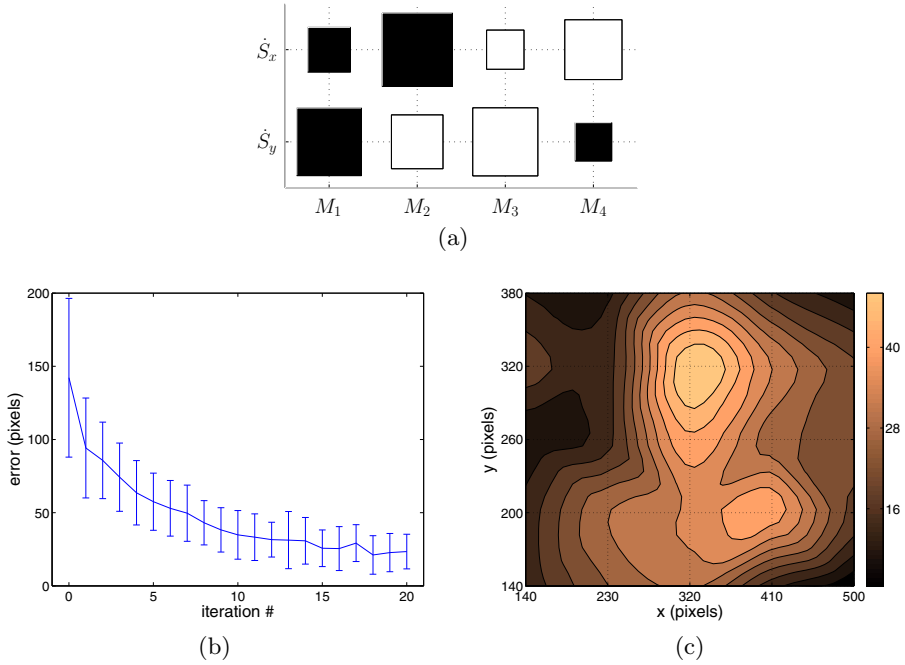 Ṡx
Ṡy
M1 M2 M3 M4
(a)
200
150
100
50
0
0 5 10 15 20
error (pixels)
iteration #
(b)
380
320
260
200
140
140 230 320 410 500
y (pixels)
x (pixels)
40
28
16
(c)